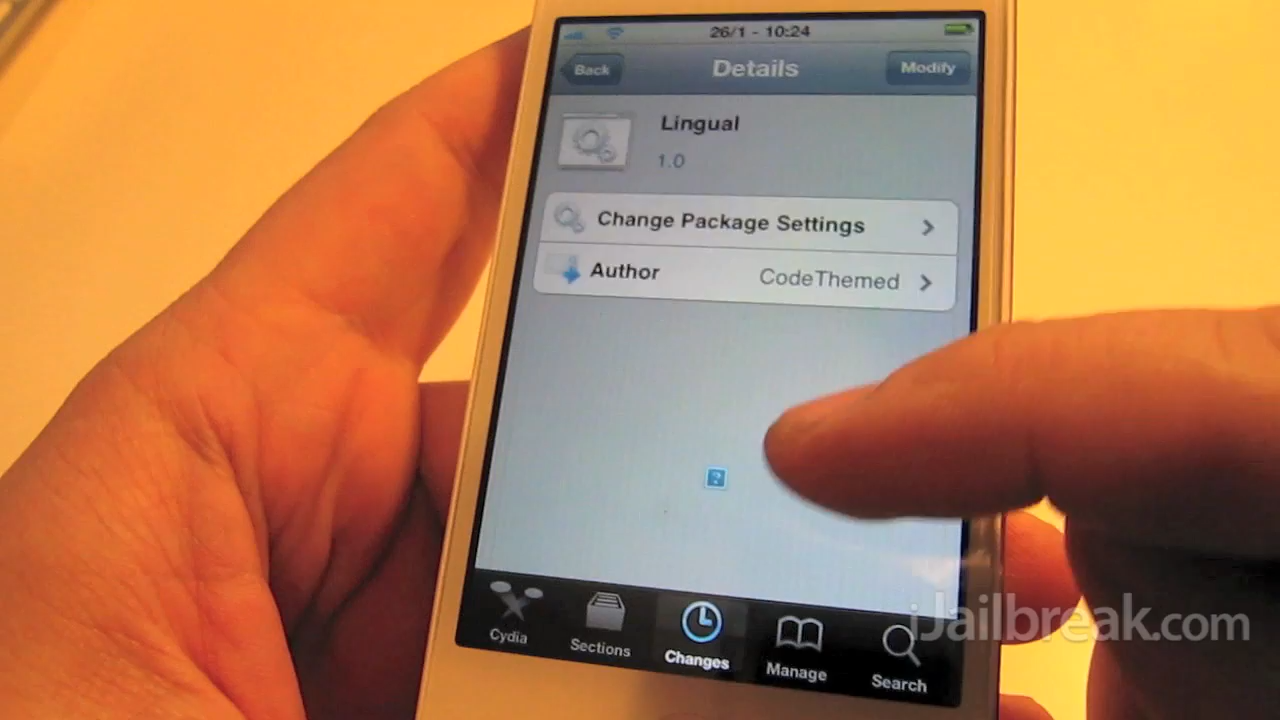 26/1 - 10:24
Back
Details
Modify
Lingual
1.0
Change Package Settings
Author
CodeThemed
?
Cydia
Sections
Changes
Manage
Search
iJailbreak.com